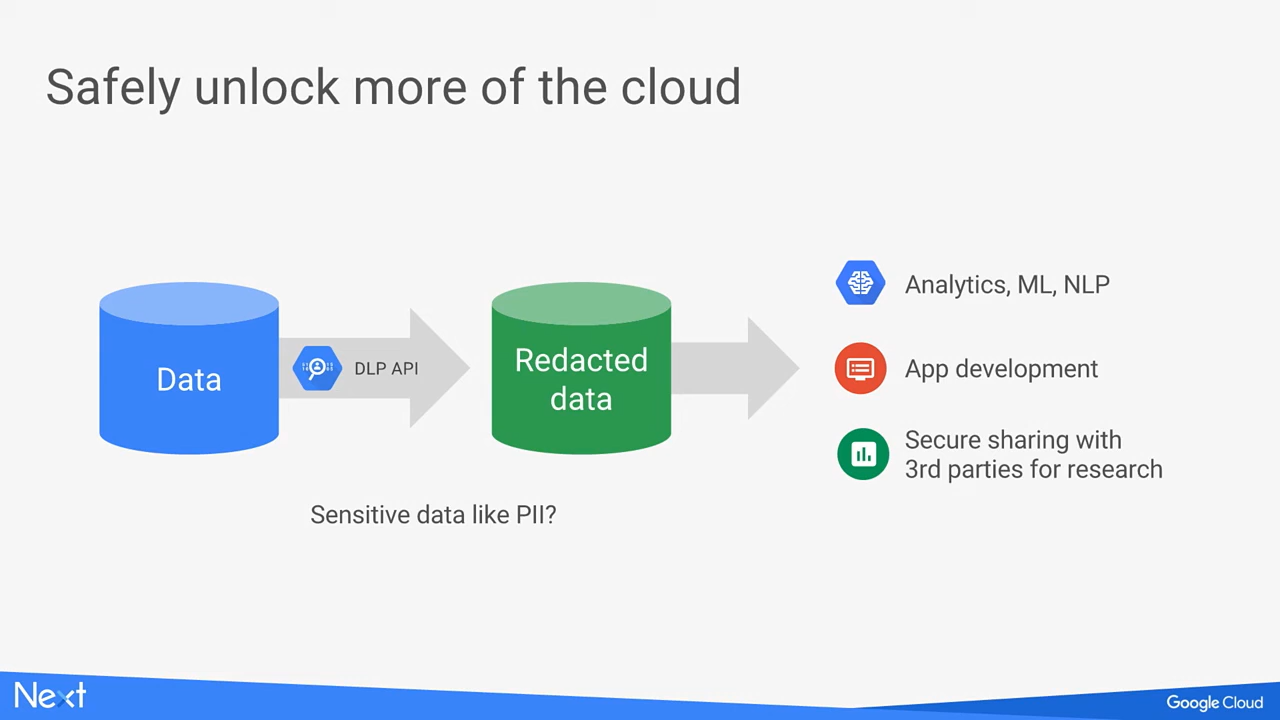 Safely unlock more of the cloud
Data
DLP API
Redacted
data
Analytics, ML, NLP
App development
Secure sharing with
3rd parties for research
Sensitive data like PII?
Next
Google Cloud